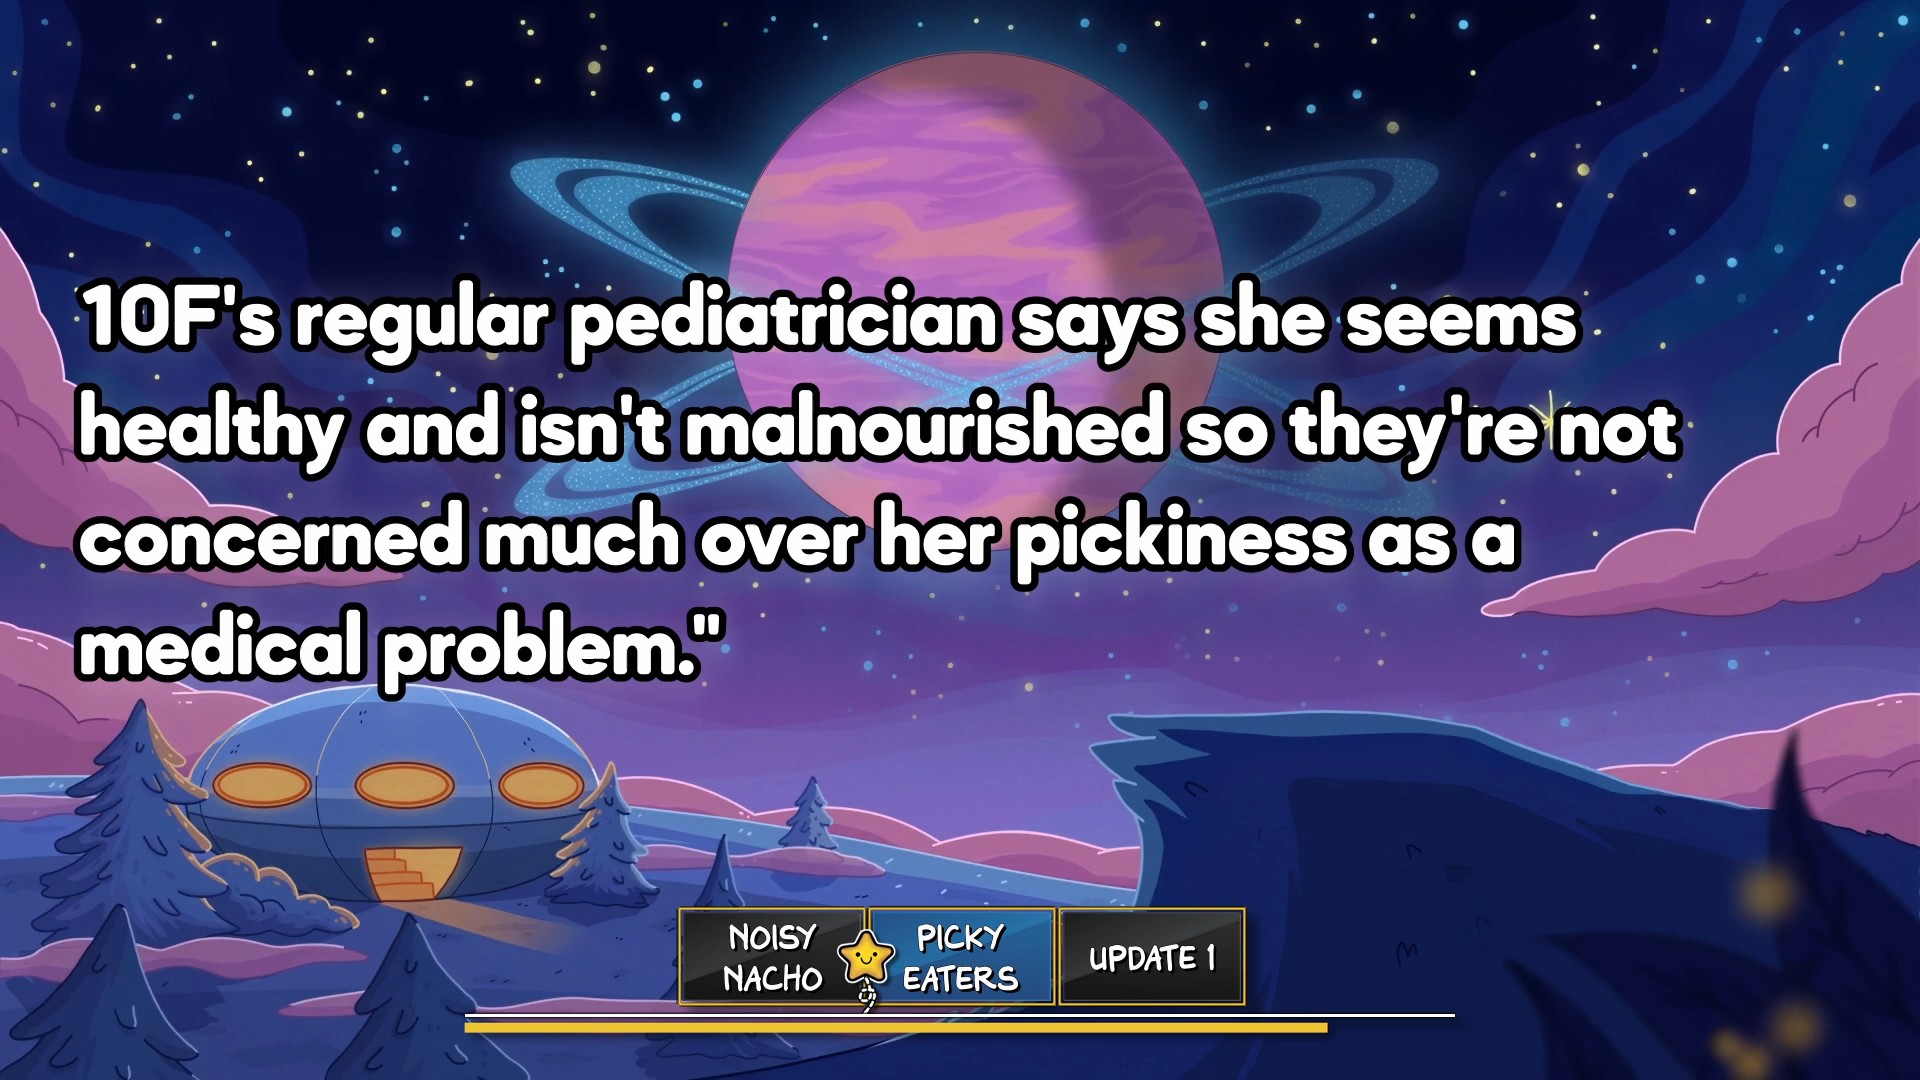 10F's regular pediatrician says she seems
healthy and isn't malnourished so they're not
concerned much over her pickiness as a
medical problem."
NOISY
NACHO
PICKY
EATERS
UPDATE 1